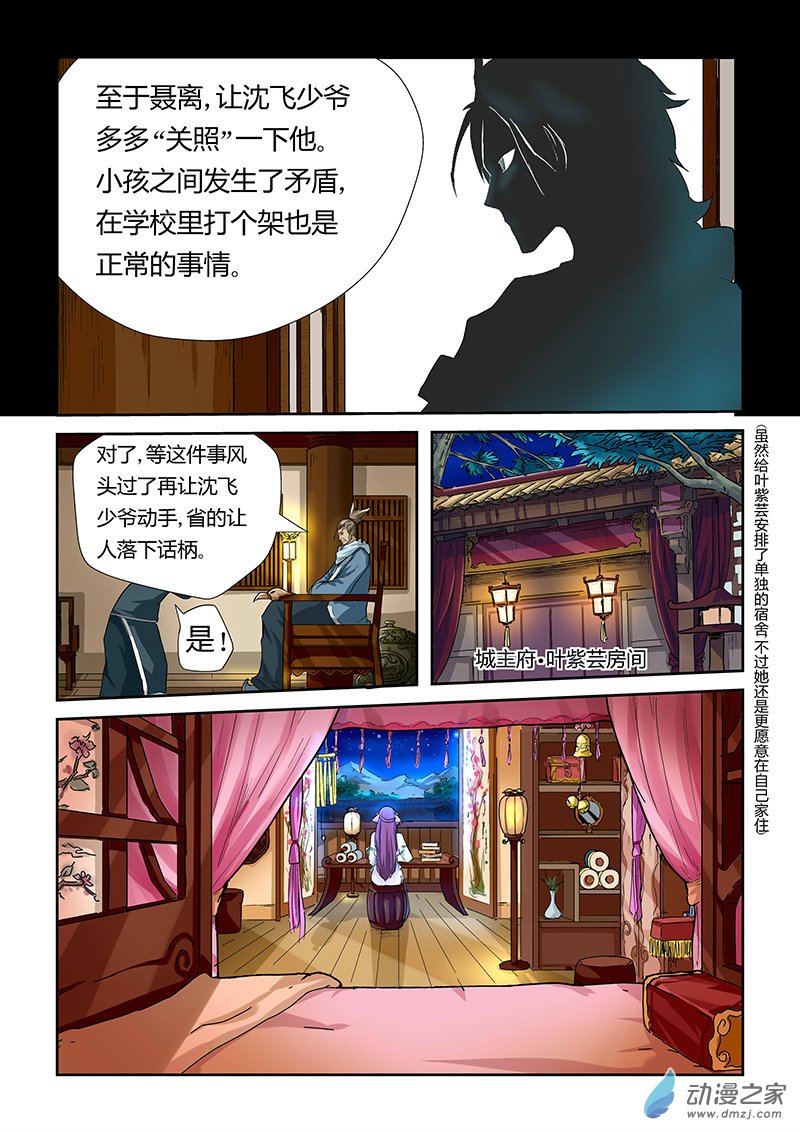 至于聂离，让沈飞少爷
多多“关照”一下他。
小孩之间发生了矛盾，
在学校里打个架也是
正常的事情。
对了，等这件事风
头过了再让沈飞
少爷动手，省的让
人落下话柄。
是！
城主府·叶紫芸房间
（虽然给叶紫芸安排了单独的宿舍 不过她还是更愿意在自己家住）
动漫之家
www.dmzj.com